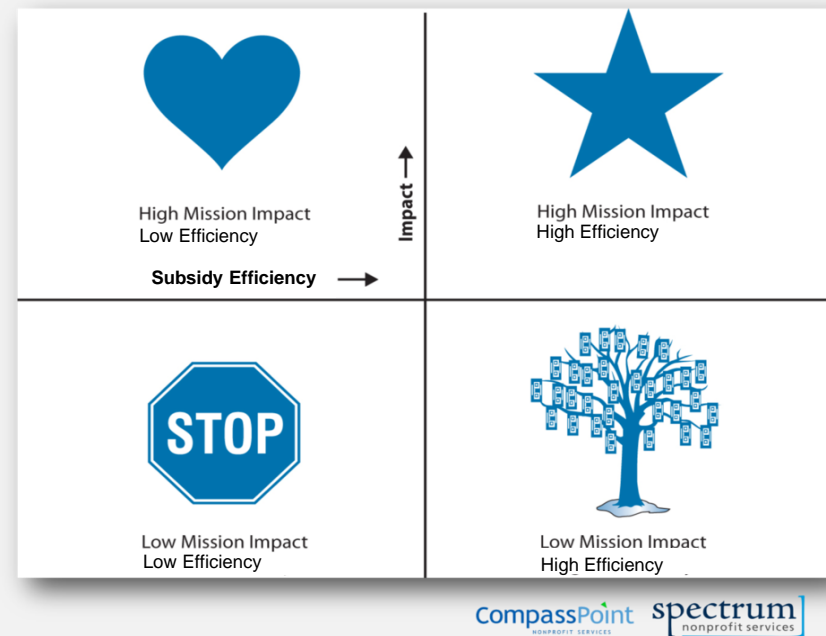 High Mission Impact
Low Efficiency
Impact
High Mission Impact
High Efficiency
Subsidy Efficiency
STOP
Low Mission Impact
Low Efficiency
Low Mission Impact
High Efficiency
CompassPoint
NONPROFIT SERVICES
spectrum
nonprofit services